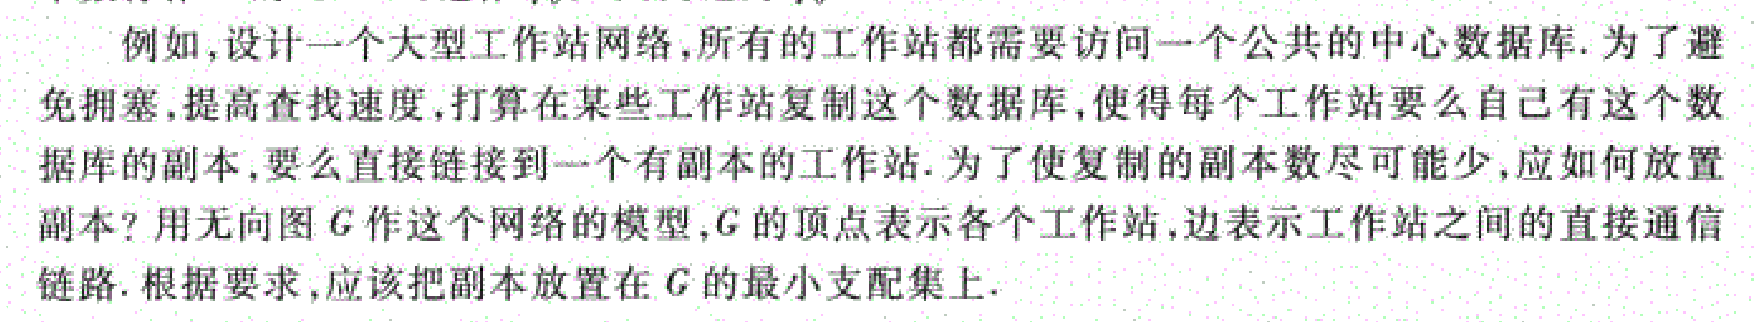 例如,设计一个大型工作站网络,所有的工作站都需要访问一个公共的中心数据库.为了避
免拥塞,提高查找速度,打算在某些工作站复制这个数据库,使得每个工作站要么自己有这个数
据库的副本,要么直接链接到一个有副本的工作站.为了使复制的副本数尽可能少,应如何放置
副本?用无向图 G 作这个网络的模型,G 的顶点表示各个工作站,边表示工作站之间的直接通信
链路.根据要求,应该把副本放置在 G 的最小支配集上.